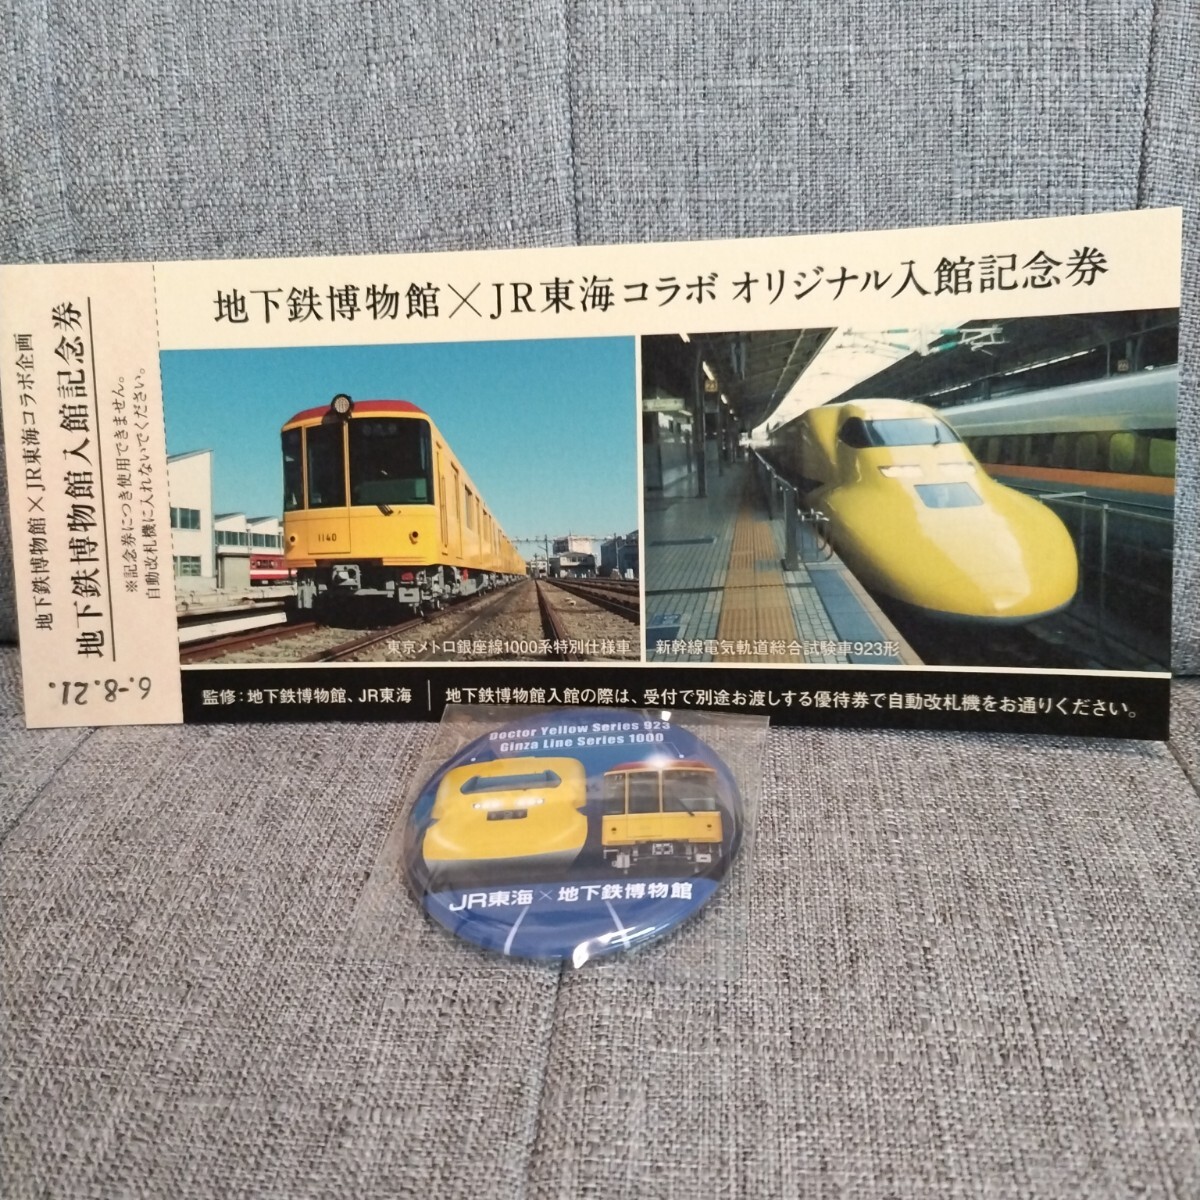 地下鉄博物館×JR東海コラボ企画
地下鉄博物館入館記念券
※記念券につき使用できません。
自動改札機に入れないでください。
6.-8.21.
地下鉄博物館×JR東海コラボ オリジナル入館記念券
1140
東京メトロ銀座線1000系特別仕様車
新幹線電気軌道総合試験車923形
監修：地下鉄博物館、JR東海
地下鉄博物館入館の際は、受付で別途お渡しする優待券で自動改札機をお通りください。
Doctor Yellow Series 923
Ginza Line Series 1000
JR東海×地下鉄博物館